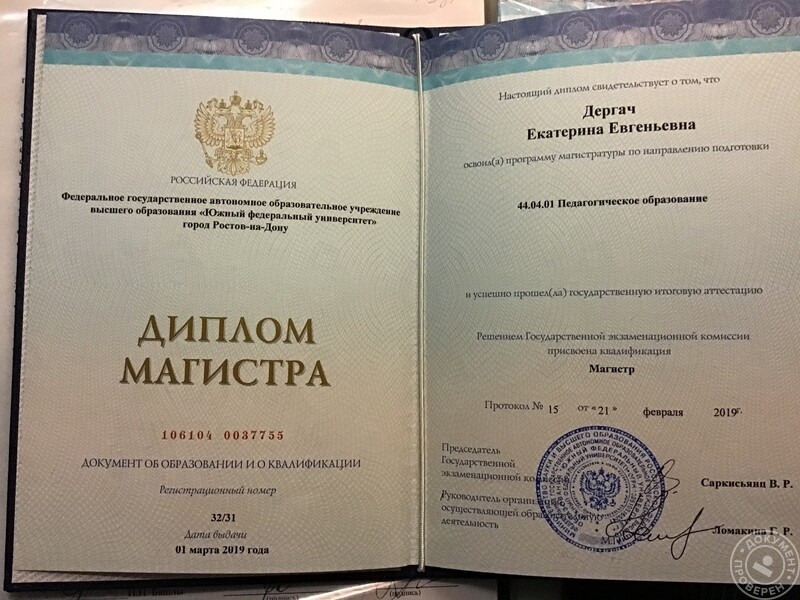 РОССИЙСКАЯ ФЕДЕРАЦИЯ
Федеральное государственное автономное образовательное учреждение
высшего образования «Южный федеральный университет»
город Ростов-на-Дону
ДИПЛОМ
МАГИСТРА
106104 0037755
ДОКУМЕНТ ОБ ОБРАЗОВАНИИ И О КВАЛИФИКАЦИИ
Регистрационный номер
32/31
Дата выдачи
01 марта 2019 года
Настоящий диплом свидетельствует о том, что
Дергач
Екатерина Евгеньевна
освоил(а) программу магистратуры по направлению подготовки
44.04.01 Педагогическое образование
и успешно прошел(ла) государственную итоговую аттестацию
Решением Государственной экзаменационной комиссии
присвоена квалификация
Магистр
Протокол № 15 от «21» февраля 2019г.
Председатель
Государственной
экзаменационной
Саркисьянц В. Р.
Руководитель
осуществляющей
деятельность
Ломакина Г. Р.
М.П.
ДОКУМЕНТ
ПРОВЕРЕН
(подпись)
(подпись)